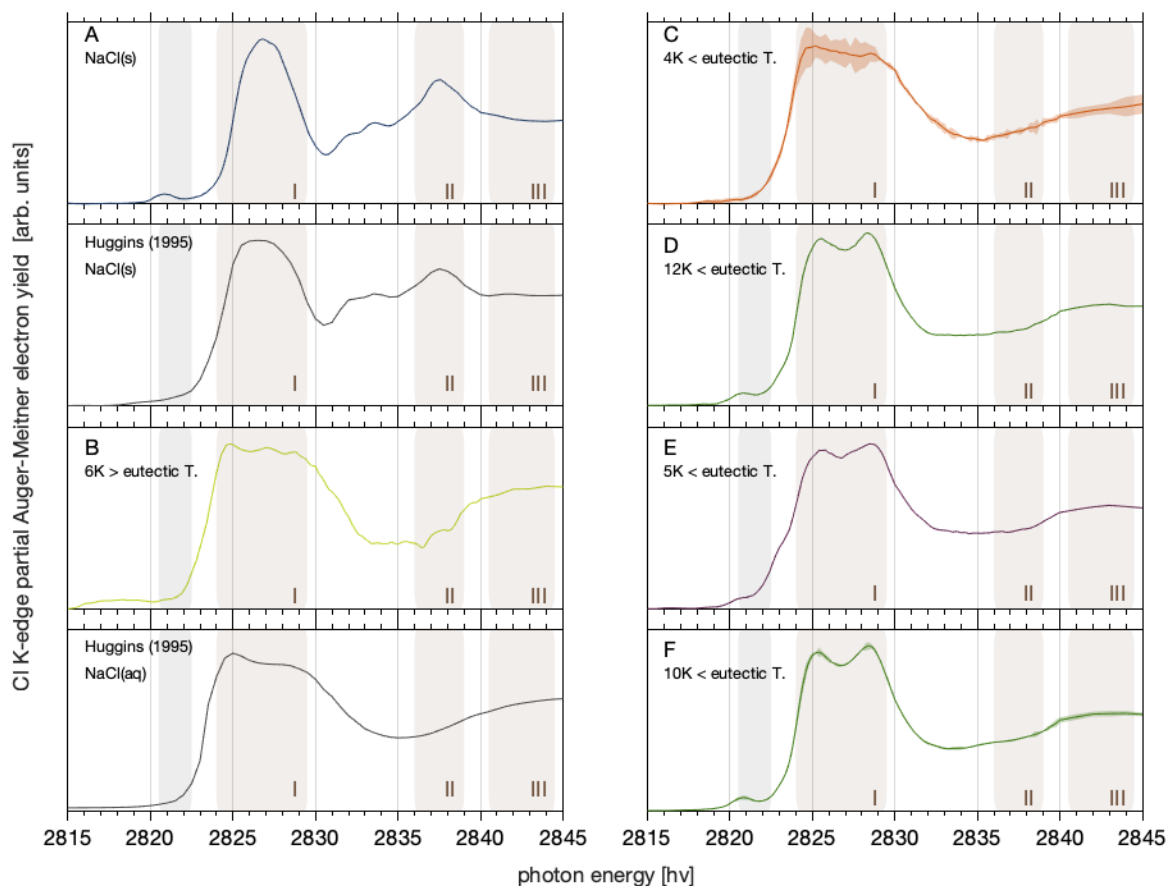 Cl K-edge partial Auger-Meitner electron yield [arb. units]
A
NaCl(s)
I
II
III
Huggins (1995)
NaCl(s)
I
II
III
B
6K > eutectic T.
I
II
III
Huggins (1995)
NaCl(aq)
I
II
III
2815 2820 2825 2830 2835 2840 2845
C
4K < eutectic T.
I
II
III
D
12K < eutectic T.
I
II
III
E
5K < eutectic T.
I
II
III
F
10K < eutectic T.
I
II
III
2815 2820 2825 2830 2835 2840 2845
photon energy [hv]